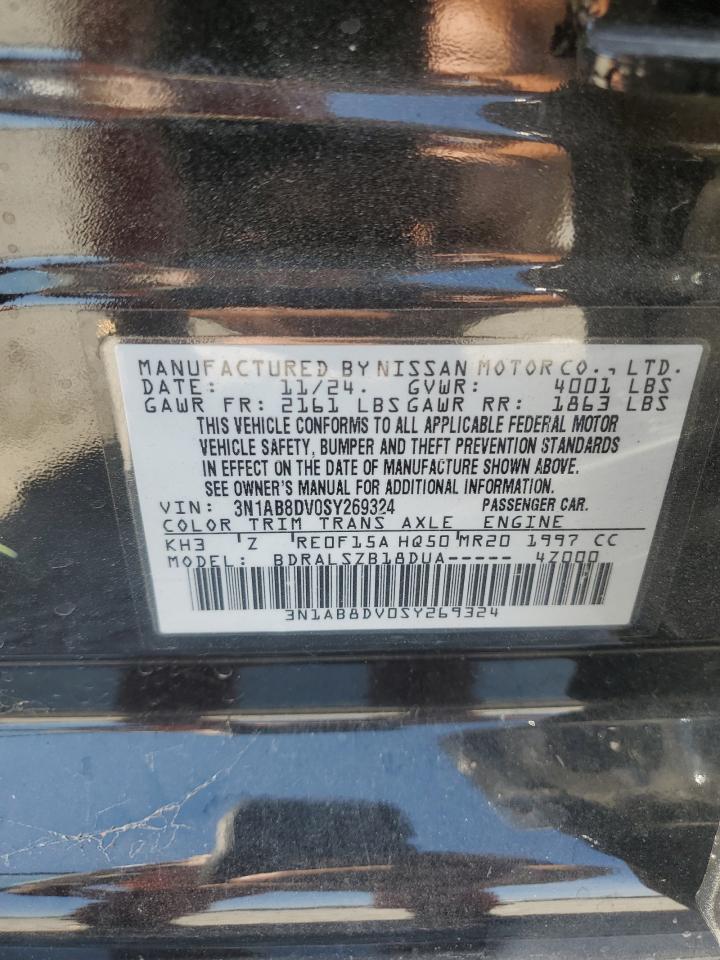 MANUFACTURED BY NISSAN MOTOR CO., LTD.
DATE: 11/24. GVWR: 4001 LBS
GAWR FR: 2161 LBS GAWR RR: 1863 LBS
THIS VEHICLE CONFORMS TO ALL APPLICABLE FEDERAL MOTOR
VEHICLE SAFETY, BUMPER AND THEFT PREVENTION STANDARDS
IN EFFECT ON THE DATE OF MANUFACTURE SHOWN ABOVE.
SEE OWNER'S MANUAL FOR ADDITIONAL INFORMATION.
VIN: 3N1AB8DV0SY269324 PASSENGER CAR.
COLOR TRIM TRANS AXLE ENGINE
KH3 Z RE0F15A HQ50 MR20 1997 CC
MODEL: BDRALSZB18DUA----- 4Z000
3N1AB8DV0SY269324